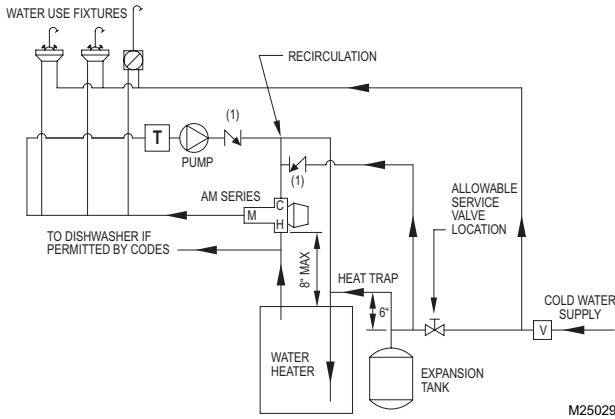 WATER USE FIXTURES
RECIRCULATION
(1)
T
PUMP
(1)
AM SERIES
C
M
H
ALLOWABLE
SERVICE
VALVE
LOCATION
TO DISHWASHER IF
PERMITTED BY CODES
8" MAX
HEAT TRAP
6"
COLD WATER
SUPPLY
V
WATER
HEATER
EXPANSION
TANK
M25029